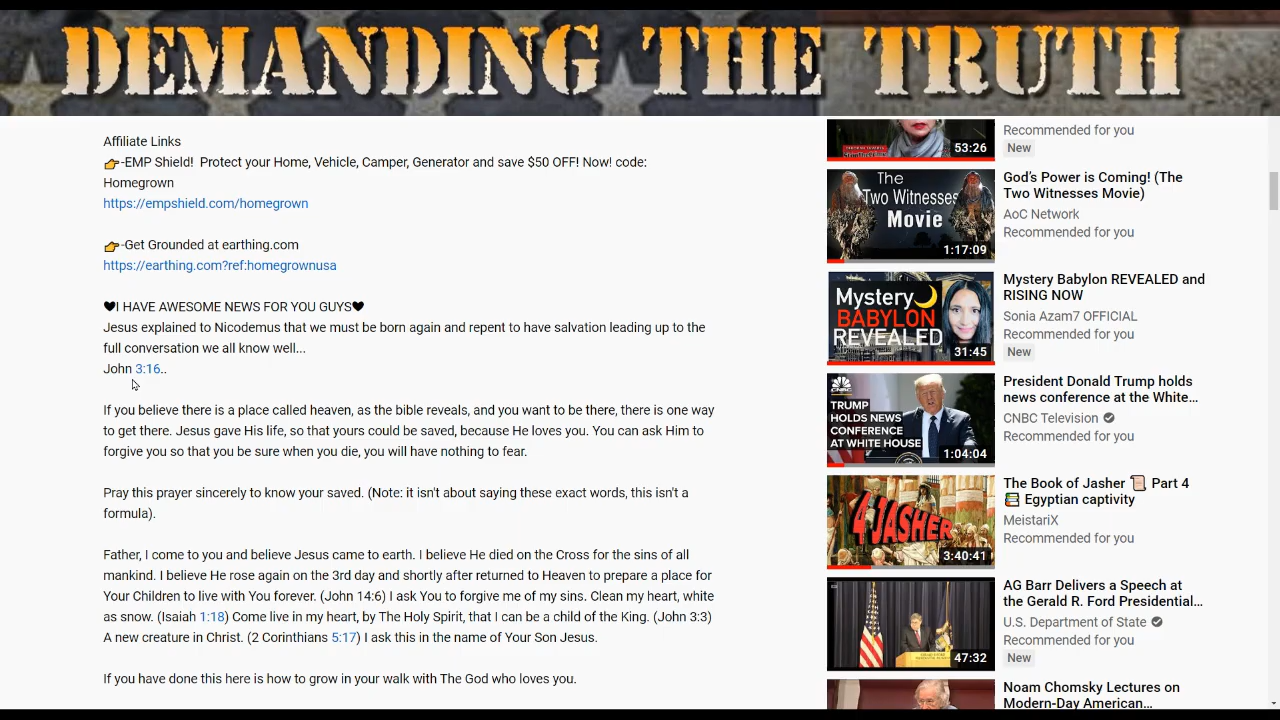 DEMANDING THE TRUTH
Affiliate Links
👉-EMP Shield!  Protect your Home, Vehicle, Camper, Generator and save $50 OFF! Now! code:
Homegrown
https://empshield.com/homegrown
👉-Get Grounded at earthing.com
https://earthing.com?ref:homegrownusa
♥I HAVE AWESOME NEWS FOR YOU GUYS♥
Jesus explained to Nicodemus that we must be born again and repent to have salvation leading up to the
full conversation we all know well...
John 3:16..
If you believe there is a place called heaven, as the bible reveals, and you want to be there, there is one way
to get there. Jesus gave His life, so that yours could be saved, because He loves you. You can ask Him to
forgive you so that you be sure when you die, you will have nothing to fear.
Pray this prayer sincerely to know your saved. (Note: it isn't about saying these exact words, this isn't a
formula).
Father, I come to you and believe Jesus came to earth. I believe He died on the Cross for the sins of all
mankind. I believe He rose again on the 3rd day and shortly after returned to Heaven to prepare a place for
Your Children to live with You forever. (John 14:6) I ask You to forgive me of my sins. Clean my heart, white
as snow. (Isaiah 1:18) Come live in my heart, by The Holy Spirit, that I can be a child of the King. (John 3:3)
A new creature in Christ. (2 Corinthians 5:17) I ask this in the name of Your Son Jesus.
If you have done this here is how to grow in your walk with The God who loves you.
53:26
Recommended for you
New
The
Two Witnesses
Movie
1:17:09
God's Power is Coming! (The
Two Witnesses Movie)
AoC Network
Recommended for you
Mystery
BABYLON
REVEALED
31:45
Mystery Babylon REVEALED and
RISING NOW
Sonia Azam7 OFFICIAL
Recommended for you
New
CNBC
TRUMP
HOLDS NEWS
CONFERENCE
AT WHITE HOUSE
1:04:04
President Donald Trump holds
news conference at the White...
CNBC Television
Recommended for you
4 JASHER
3:40:41
The Book of Jasher 📜 Part 4
📚 Egyptian captivity
MeistariX
Recommended for you
47:32
AG Barr Delivers a Speech at
the Gerald R. Ford Presidential...
U.S. Department of State
Recommended for you
New
Noam Chomsky Lectures on
Modern-Day American...